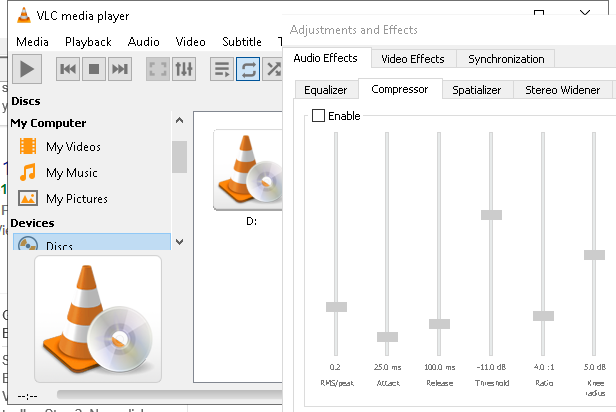 VLC media player
Media Playback Audio Video Subtitle T
Discs
My Computer
My Videos
My Music
My Pictures
Devices
Discs
D:
--:--
Adjustments and Effects
Audio Effects Video Effects Synchronization
Equalizer Compressor Spatializer Stereo Widener
Enable
0.2 25.0 ms 100.0 ms -11.0 dB 4.0 :1 5.0 dB
RMS/peak Attack Release Threshold Ratio Knee
radius